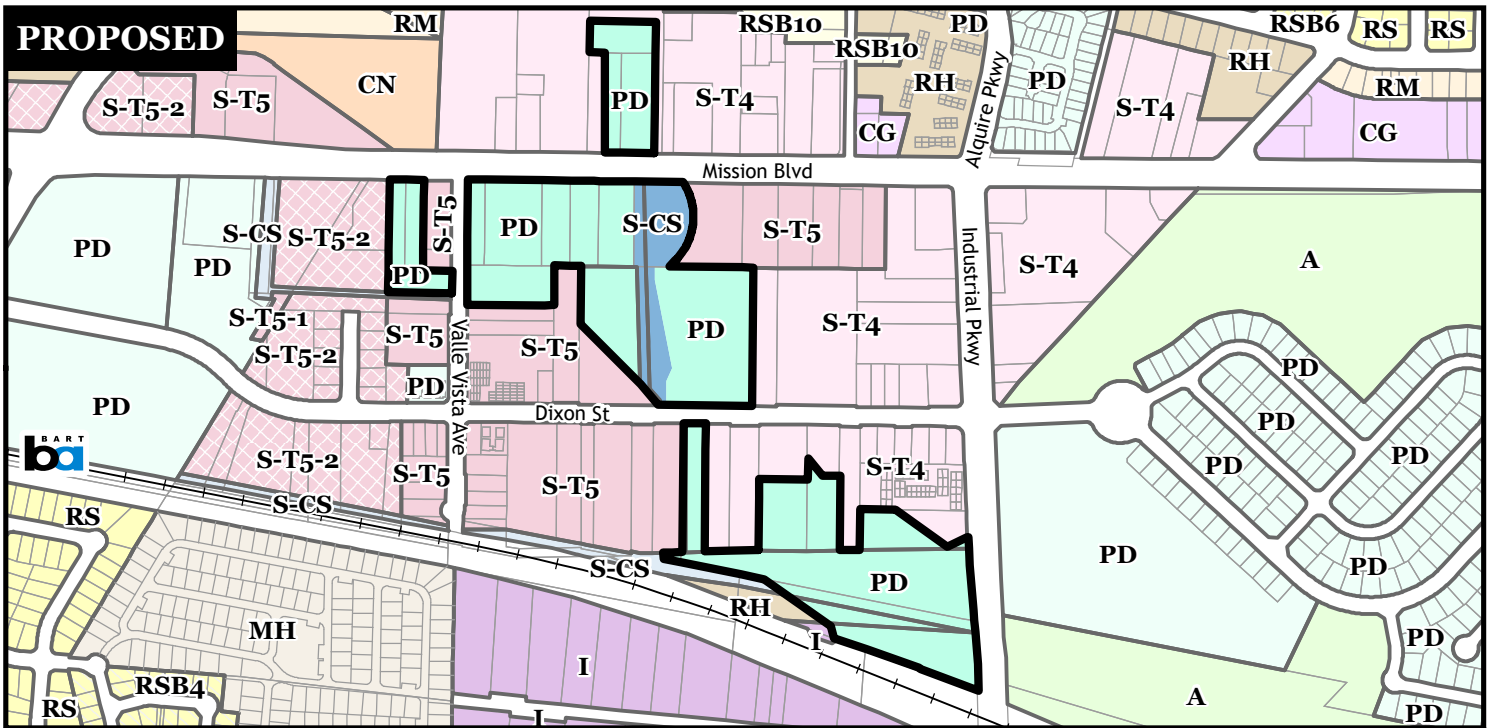 PROPOSED
RM
RSB10
PD
RSB6
RS
RS
RSB10
RH
RM
CN
S-T5
S-T5-2
PD
S-T4
RH
PD
S-T4
CG
CG
Alquire Pkwy
Mission Blvd
PD
S-CS
S-T5-2
S-T5
PD
S-CS
S-T5
PD
PD
Industrial Pkwy
S-T4
A
S-T5-1
S-T5
S-T5-2
Valle Vista Ave
S-T5
PD
S-T4
PD
PD
PD
PD
Dixon St
PD
PD
BART
ba
S-T5-2
S-T5
S-T5
S-T4
RS
S-CS
S-CS
PD
PD
PD
RH
MH
I
I
PD
RSB4
RS
I
A
PD